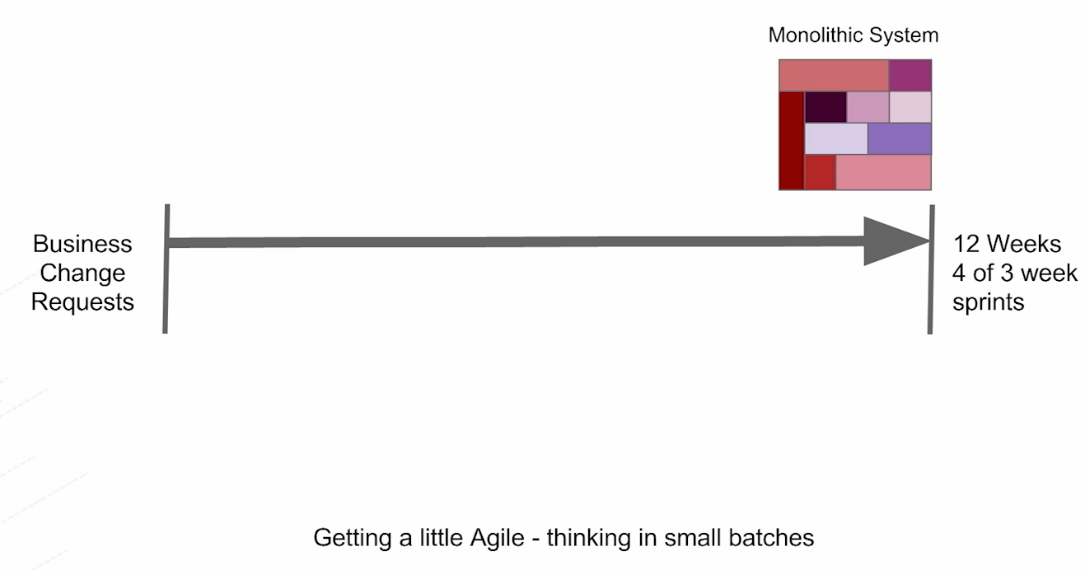 Monolithic System
Business
Change
Requests
12 Weeks
4 of 3 week
sprints
Getting a little Agile - thinking in small batches